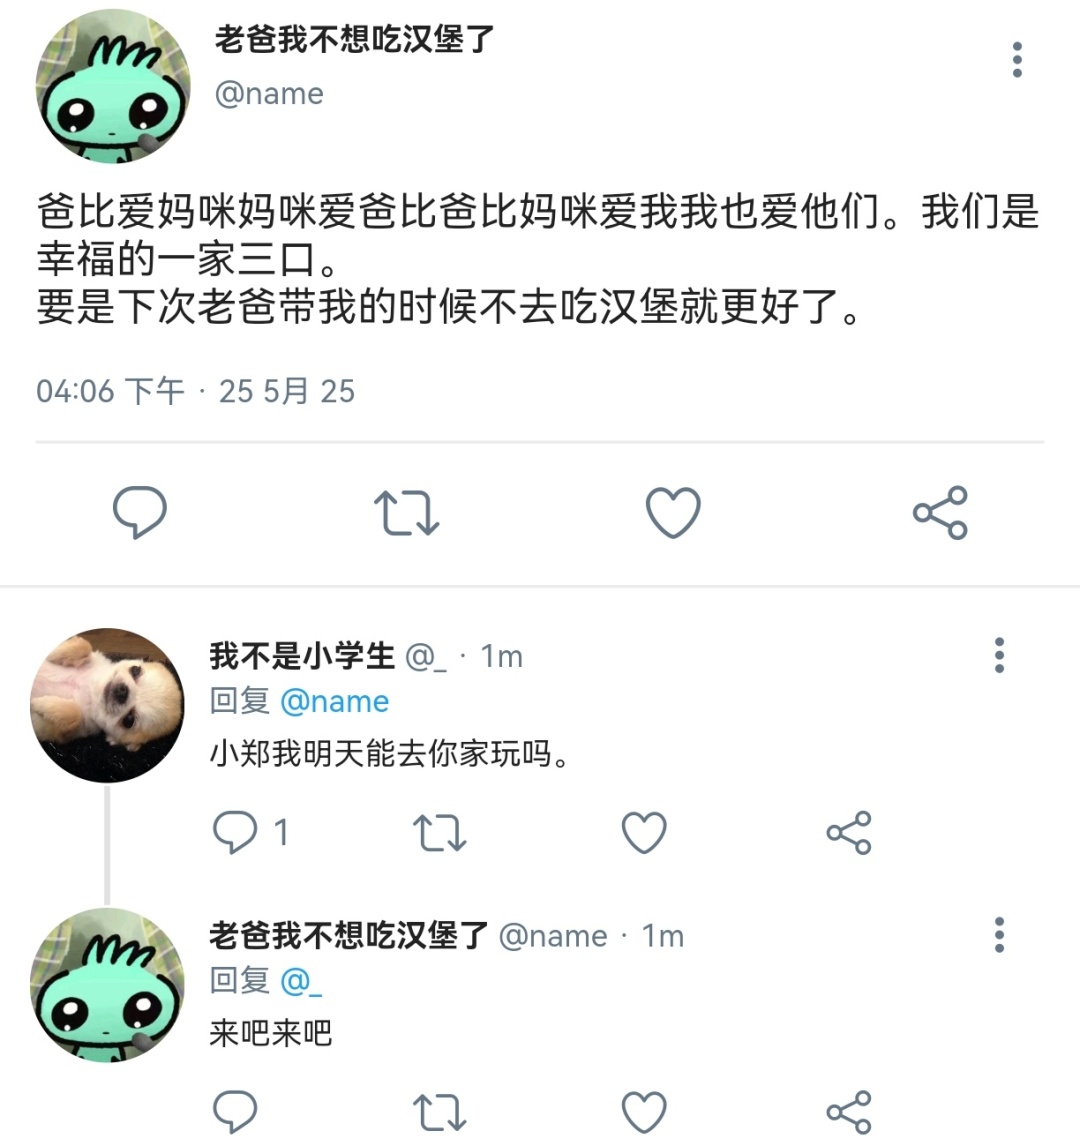 老爸我不想吃汉堡了
@name
爸比爱妈咪妈咪爱爸比爸比妈咪爱我我也爱他们。我们是
幸福的一家三口。
要是下次老爸带我的时候不去吃汉堡就更好了。
04:06 下午 · 25 5月 25
我不是小学生 @_ · 1m
回复 @name
小郑我明天能去你家玩吗。
1
老爸我不想吃汉堡了 @name · 1m
回复 @_
来吧来吧